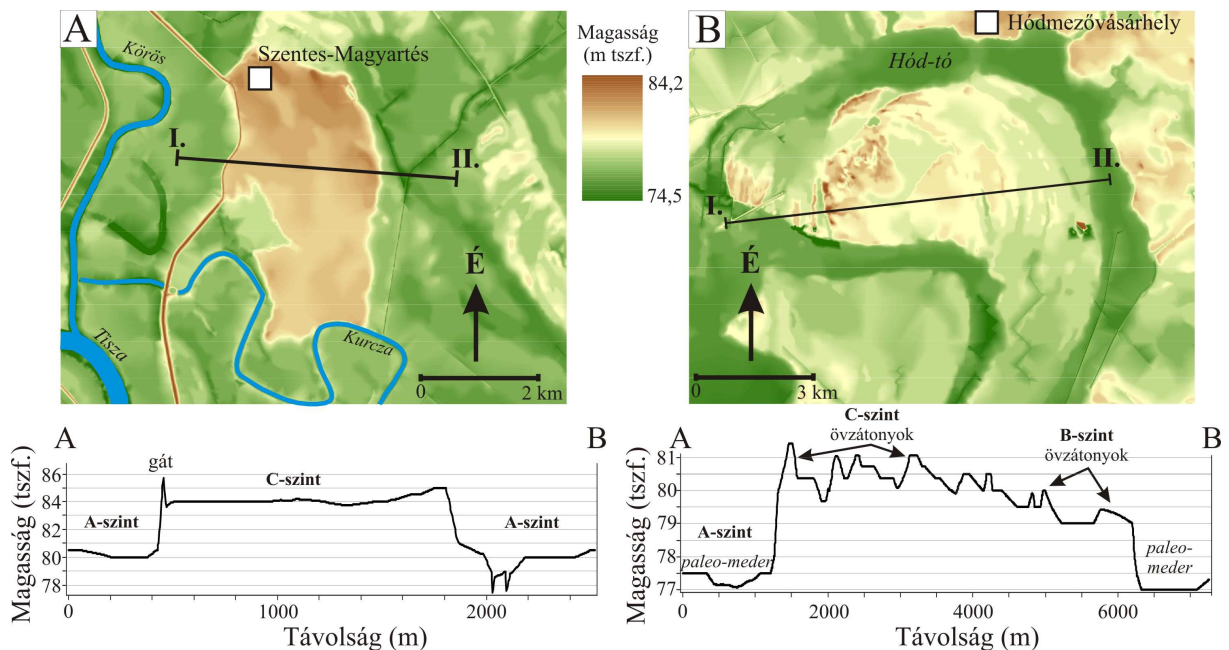 A
Körös
Szentes-Magyartés
I.
II.
É
Tisza
Kurcza
0
2 km
Magasság
(m tszf.)
84,2
74,5
B
Hódmezővásárhely
Hód-tó
I.
II.
É
0
3 km
A
B
gát
C-szint
A-szint
A-szint
Magasság (tszf.)
86
84
82
80
78
0
1000
2000
Távolság (m)
A
B
C-szint
övzátonyok
B-szint
övzátonyok
A-szint
paleo-meder
paleo-
meder
Magasság (tszf.)
81
80
79
78
77
0
2000
4000
6000
Távolság (m)